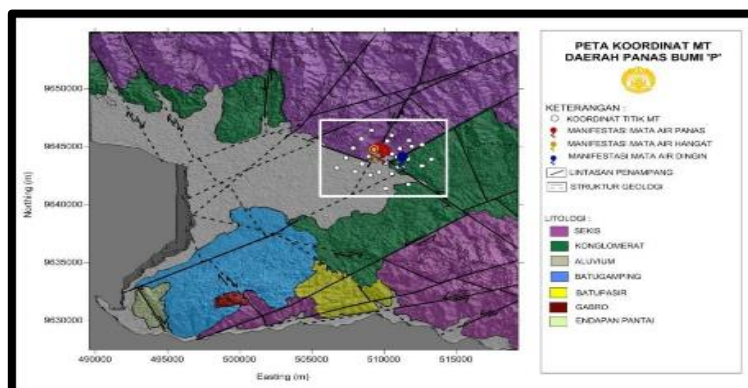 PETA KOORDINAT MT
DAERAH PANAS BUMI "P"
KETERANGAN :
KOORDINAT TITIK MT
MANIFESTASI MATA AIR PANAS
MANIFESTASI MATA AIR HANGAT
MANIFESTASI MATA AIR DINGIN
LINTASAN PENAMPANG
STRUKTUR GEOLOGI
LITOLOGI :
SEKIS
KONGLOMERAT
ALUVIUM
BATUGAMPING
BATUPASIR
GABRO
ENDAPAN PANTAI
Northing (m)
9650000
9645000
9640000
9635000
9630000
490000 495000 500000 505000 510000 515000
Easting (m)